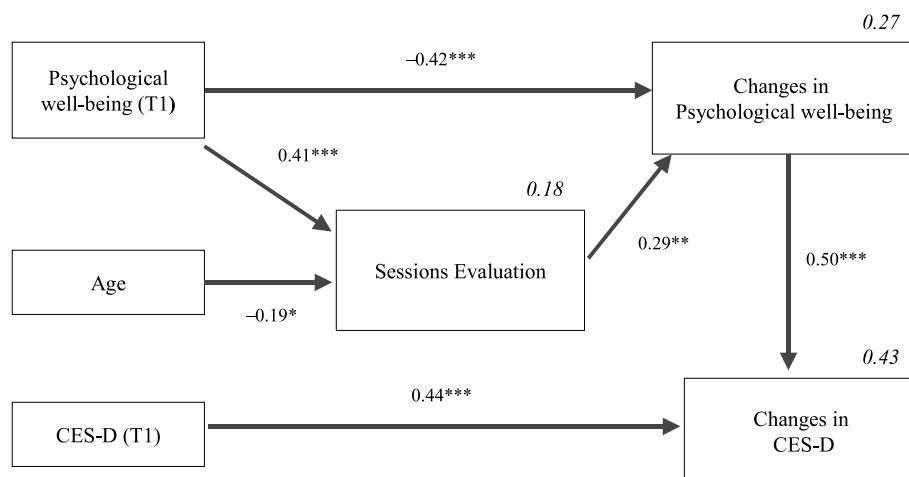 0.27
Psychological
well-being (T1)
–0.42***
Changes in
Psychological well-being
0.41***
0.18
Sessions Evaluation
0.29**
0.50***
Age
–0.19*
0.43
CES-D (T1)
0.44***
Changes in
CES-D